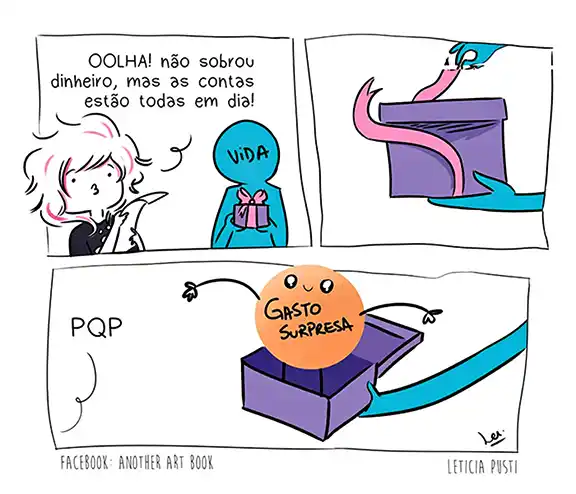 OOLHA! não sobrou
dinheiro, mas as contas
estão todas em dia!
ViDA
PQP
GASTO
SURPRESA
Leu.
FACEBOOK: ANOTHER ART BOOK
LETICIA PUSTI